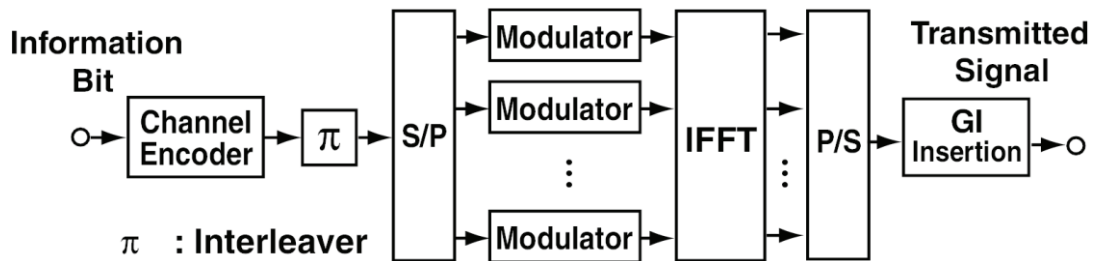 Information
Bit
Channel
Encoder
π
S/P
Modulator
Modulator
Modulator
IFFT
P/S
GI
Insertion
Transmitted
Signal
π : Interleaver